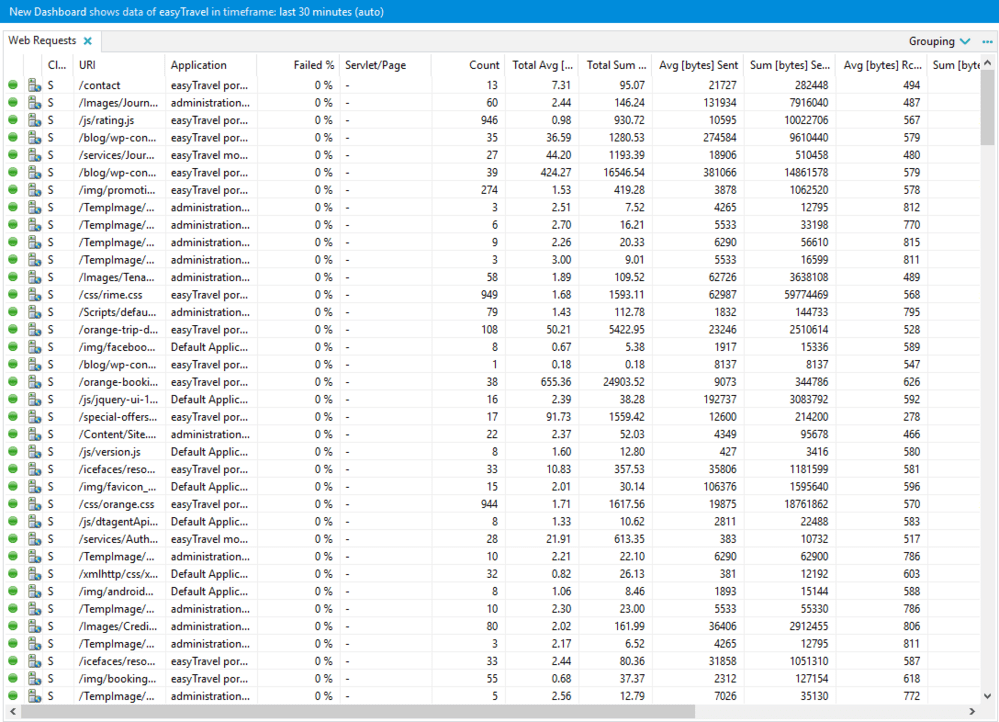 New Dashboard shows data of easyTravel in timeframe: last 30 minutes (auto)
Web Requests
Grouping
Cl... URI Application Failed % Servlet/Page Count Total Avg [... Total Sum ... Avg [bytes] Sent Sum [bytes] Se... Avg [bytes] Rc... Sum [byte
S /contact easyTravel por... 0 % - 13 7.31 95.07 21727 282448 494
S /Images/Journ... administration... 0 % - 60 2.44 146.24 131934 7916040 487
S /js/rating.js easyTravel por... 0 % - 946 0.98 930.72 10595 10022706 567
S /blog/wp-con... easyTravel por... 0 % - 35 36.59 1280.53 274584 9610440 579
S /services/Jour... easyTravel mo... 0 % - 27 44.20 1193.39 18906 510458 480
S /blog/wp-con... easyTravel por... 0 % - 39 424.27 16546.54 381066 14861578 579
S /img/promoti... easyTravel por... 0 % - 274 1.53 419.28 3878 1062520 578
S /TempImage/... administration... 0 % - 3 2.51 7.52 4265 12795 812
S /TempImage/... administration... 0 % - 6 2.70 16.21 5533 33198 770
S /TempImage/... administration... 0 % - 9 2.26 20.33 6290 56610 815
S /TempImage/... administration... 0 % - 3 3.00 9.01 5533 16599 811
S /Images/Tena... administration... 0 % - 58 1.89 109.52 62726 3638108 489
S /css/rime.css easyTravel por... 0 % - 949 1.68 1593.11 62987 59774469 568
S /Scripts/defau... administration... 0 % - 79 1.43 112.78 1832 144733 795
S /orange-trip-d... easyTravel por... 0 % - 108 50.21 5422.95 23246 2510614 528
S /img/faceboo... Default Applic... 0 % - 8 0.67 5.38 1917 15336 589
S /blog/wp-con... easyTravel por... 0 % - 1 0.18 0.18 8137 8137 547
S /orange-booki... easyTravel por... 0 % - 38 655.36 24903.52 9073 344786 626
S /js/jquery-ui-1... Default Applic... 0 % - 16 2.39 38.28 192737 3083792 592
S /special-offers... easyTravel por... 0 % - 17 91.73 1559.42 12600 214200 278
S /Content/Site.... administration... 0 % - 22 2.37 52.03 4349 95678 466
S /js/version.js Default Applic... 0 % - 8 1.60 12.80 427 3416 580
S /icefaces/reso... easyTravel por... 0 % - 33 10.83 357.53 35806 1181599 581
S /img/favicon_... Default Applic... 0 % - 15 2.01 30.14 106376 1595640 596
S /css/orange.css easyTravel por... 0 % - 944 1.71 1617.56 19875 18761862 570
S /js/dtagentApi... Default Applic... 0 % - 8 1.33 10.62 2811 22488 583
S /services/Auth... easyTravel mo... 0 % - 28 21.91 613.35 383 10732 517
S /TempImage/... administration... 0 % - 10 2.21 22.10 6290 62900 786
S /xmlhttp/css/x... Default Applic... 0 % - 32 0.82 26.13 381 12192 603
S /img/android... Default Applic... 0 % - 8 1.06 8.46 1893 15144 588
S /TempImage/... administration... 0 % - 10 2.30 23.00 5533 55330 786
S /Images/Credi... administration... 0 % - 80 2.02 161.99 36406 2912455 806
S /TempImage/... administration... 0 % - 3 2.17 6.52 4265 12795 811
S /icefaces/reso... easyTravel por... 0 % - 33 2.44 80.36 31858 1051310 587
S /img/booking... easyTravel por... 0 % - 55 0.68 37.37 2312 127154 618
S /TempImage/... administration... 0 % - 5 2.56 12.79 7026 35130 772